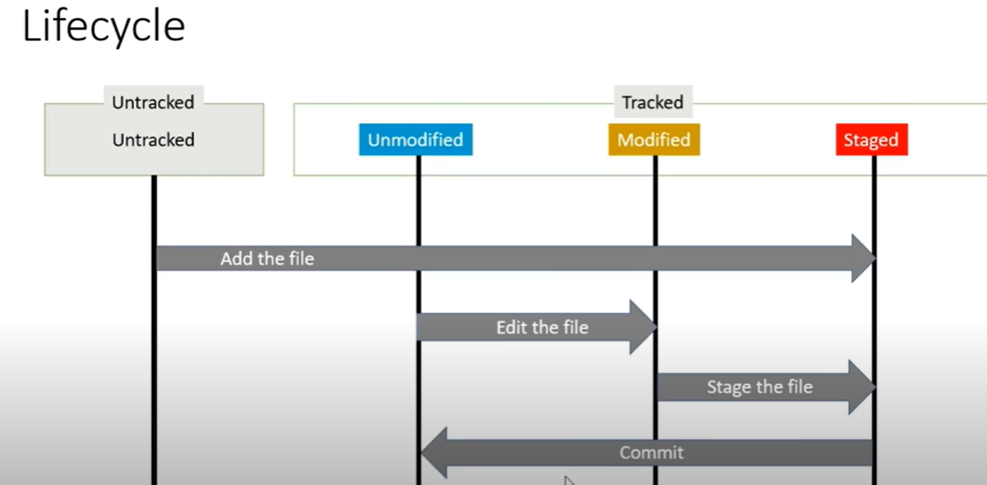 Lifecycle
Untracked
Tracked
Untracked
Unmodified
Modified
Staged
Add the file
Edit the file
Stage the file
Commit